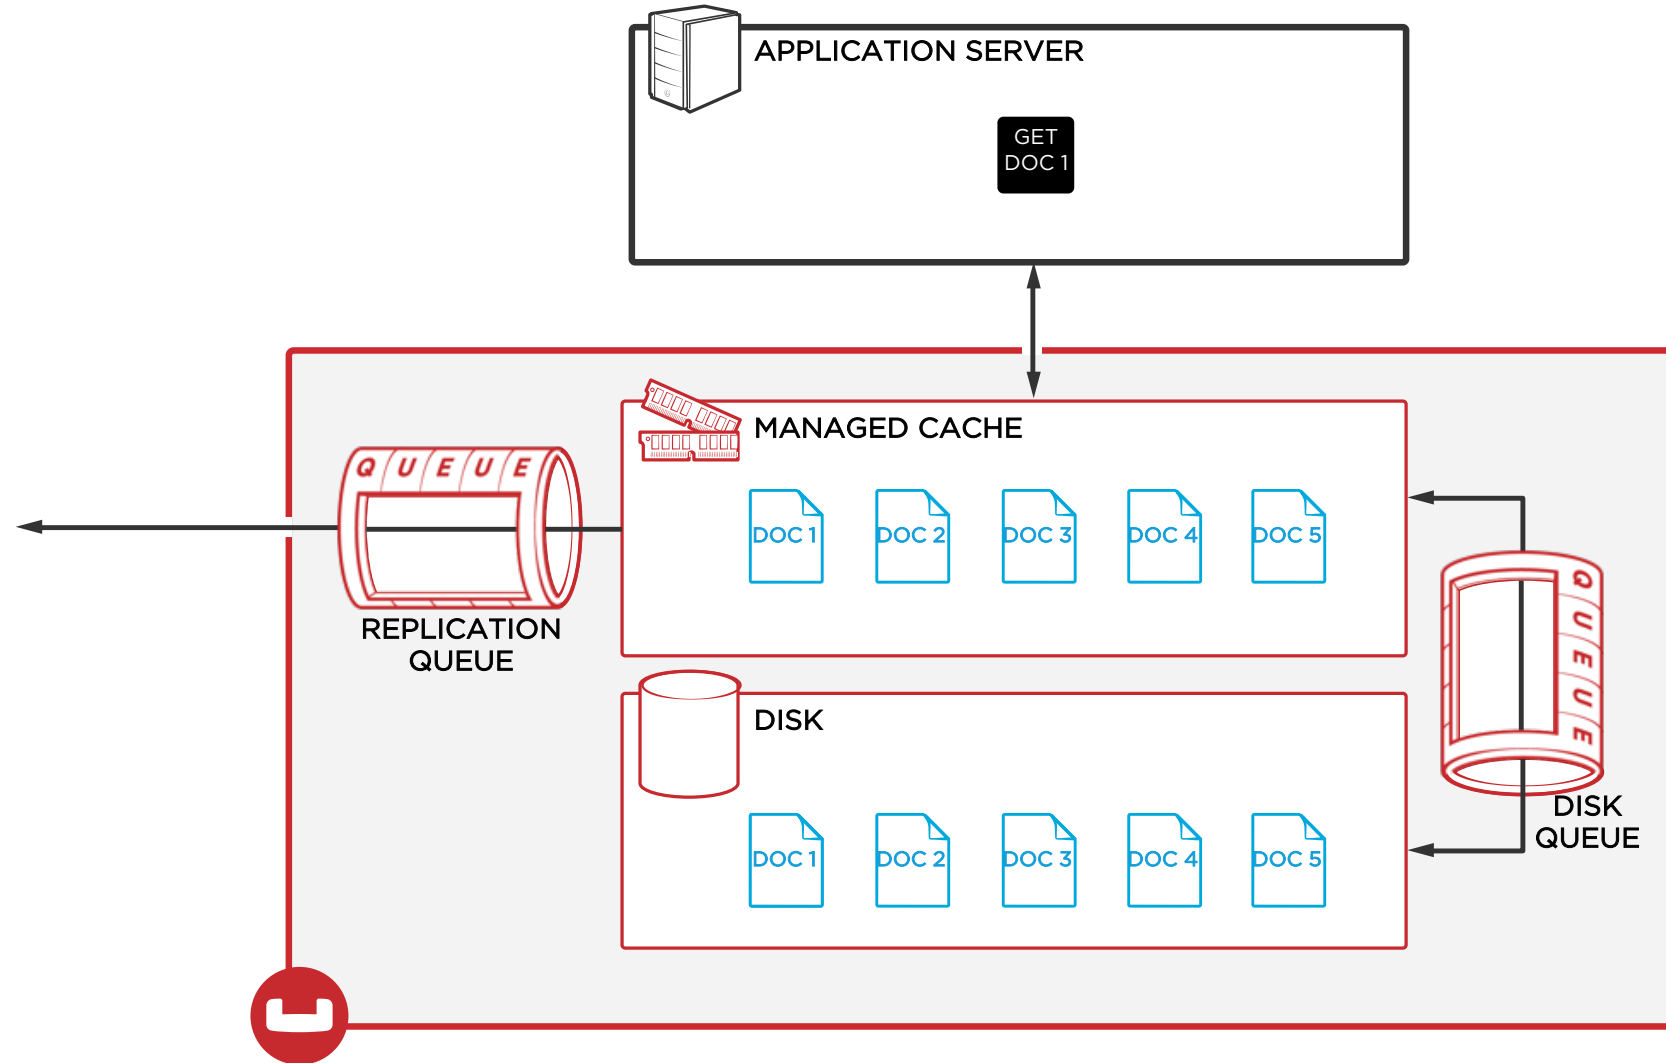 APPLICATION SERVER
GET
DOC 1
MANAGED CACHE
QUEUE
DOC 1
DOC 2
DOC 3
DOC 4
DOC 5
REPLICATION
QUEUE
QUEUE
DISK
DOC 1
DOC 2
DOC 3
DOC 4
DOC 5
DISK
QUEUE